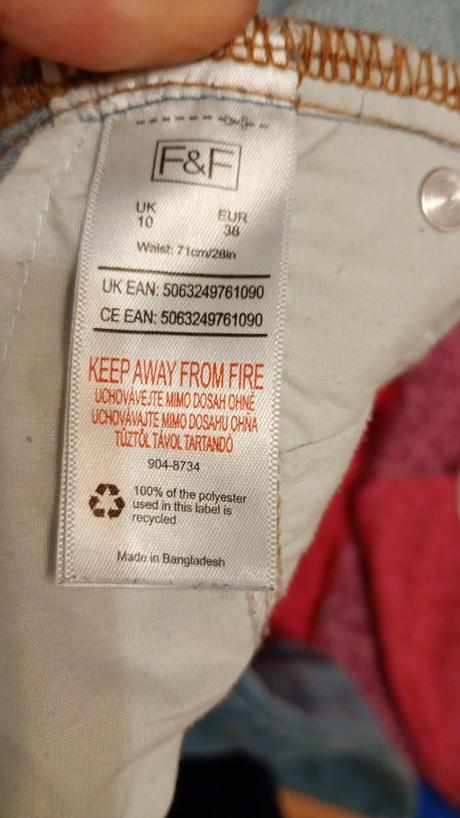 F&F
UK EUR
10 38
Waist: 71cm/28in
UK EAN: 5063249761090
CE EAN: 5063249761090
KEEP AWAY FROM FIRE
UCHOVÁVEJTE MIMO DOSAH OHNĚ
UCHOVÁVAJTE MIMO DOSAHU OHŇA
TŰZTŐL TÁVOL TARTANDÓ
904-8734
100% of the polyester
used in this label is
recycled
Made in Bangladesh